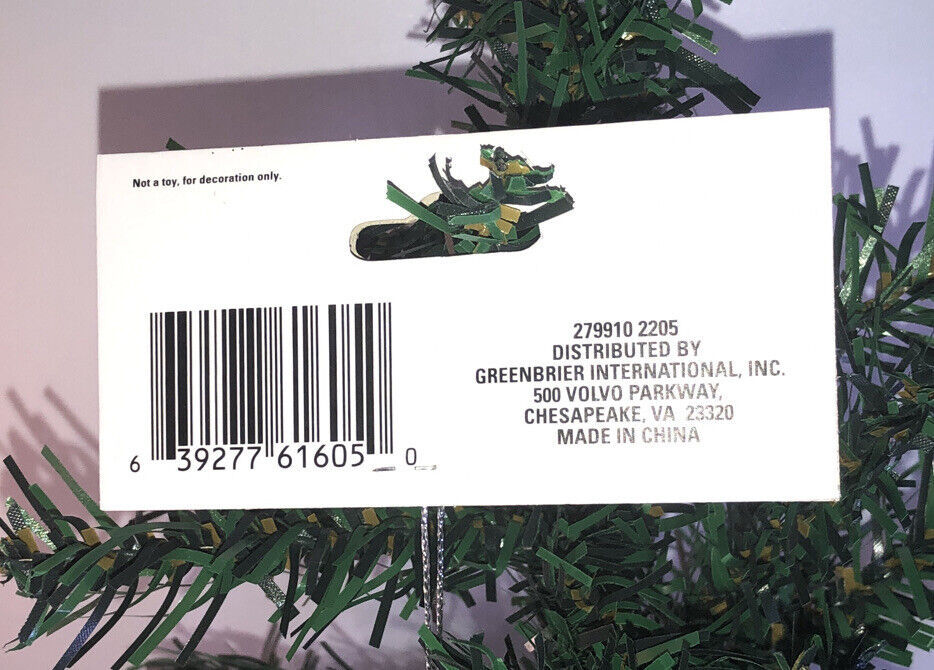 Not a toy, for decoration only.
6 39277 61605 0
279910 2205
DISTRIBUTED BY
GREENBRIER INTERNATIONAL, INC.
500 VOLVO PARKWAY,
CHESAPEAKE, VA 23320
MADE IN CHINA